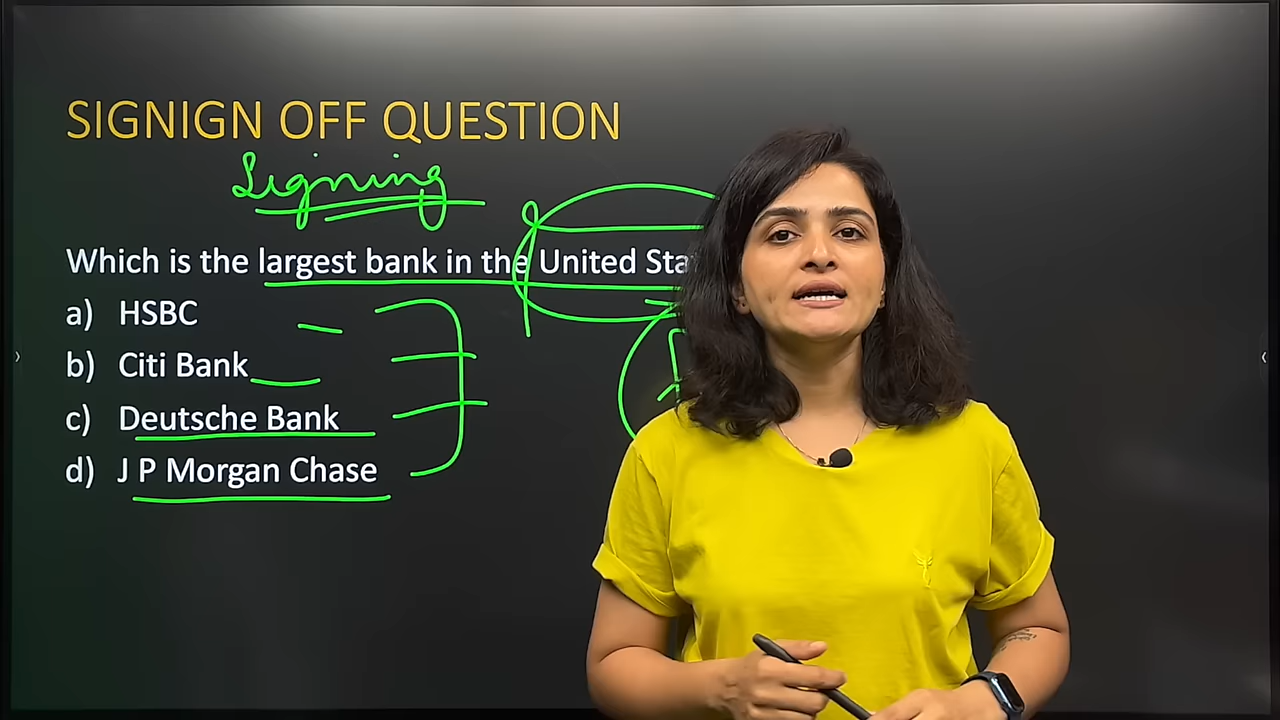 SIGNIGN OFF QUESTION
Signing
Which is the largest bank in the United Sta
a) HSBC
b) Citi Bank
c) Deutsche Bank
d) J P Morgan Chase